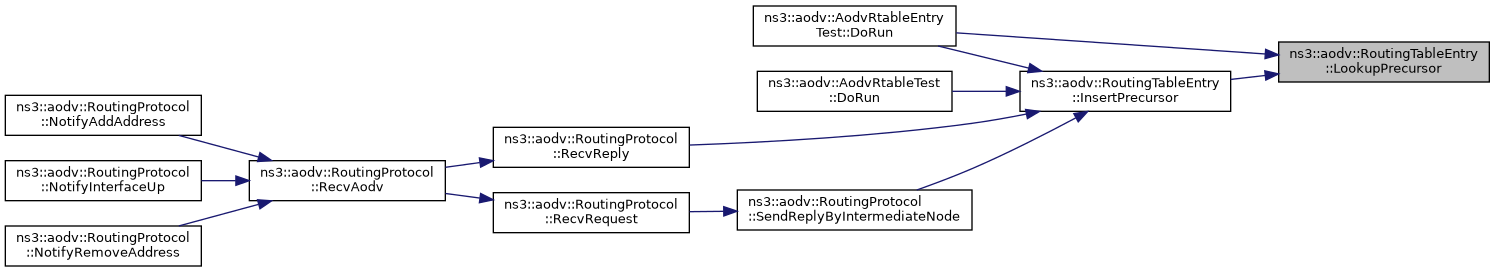 ns3::aodv::AodvRtableEntry
Test::DoRun
ns3::aodv::RoutingTableEntry
::LookupPrecursor
ns3::aodv::AodvRtableTest
::DoRun
ns3::aodv::RoutingTableEntry
::InsertPrecursor
ns3::aodv::RoutingProtocol
::NotifyAddAddress
ns3::aodv::RoutingProtocol
::RecvReply
ns3::aodv::RoutingProtocol
::NotifyInterfaceUp
ns3::aodv::RoutingProtocol
::RecvAodv
ns3::aodv::RoutingProtocol
::RecvRequest
ns3::aodv::RoutingProtocol
::SendReplyByIntermediateNode
ns3::aodv::RoutingProtocol
::NotifyRemoveAddress